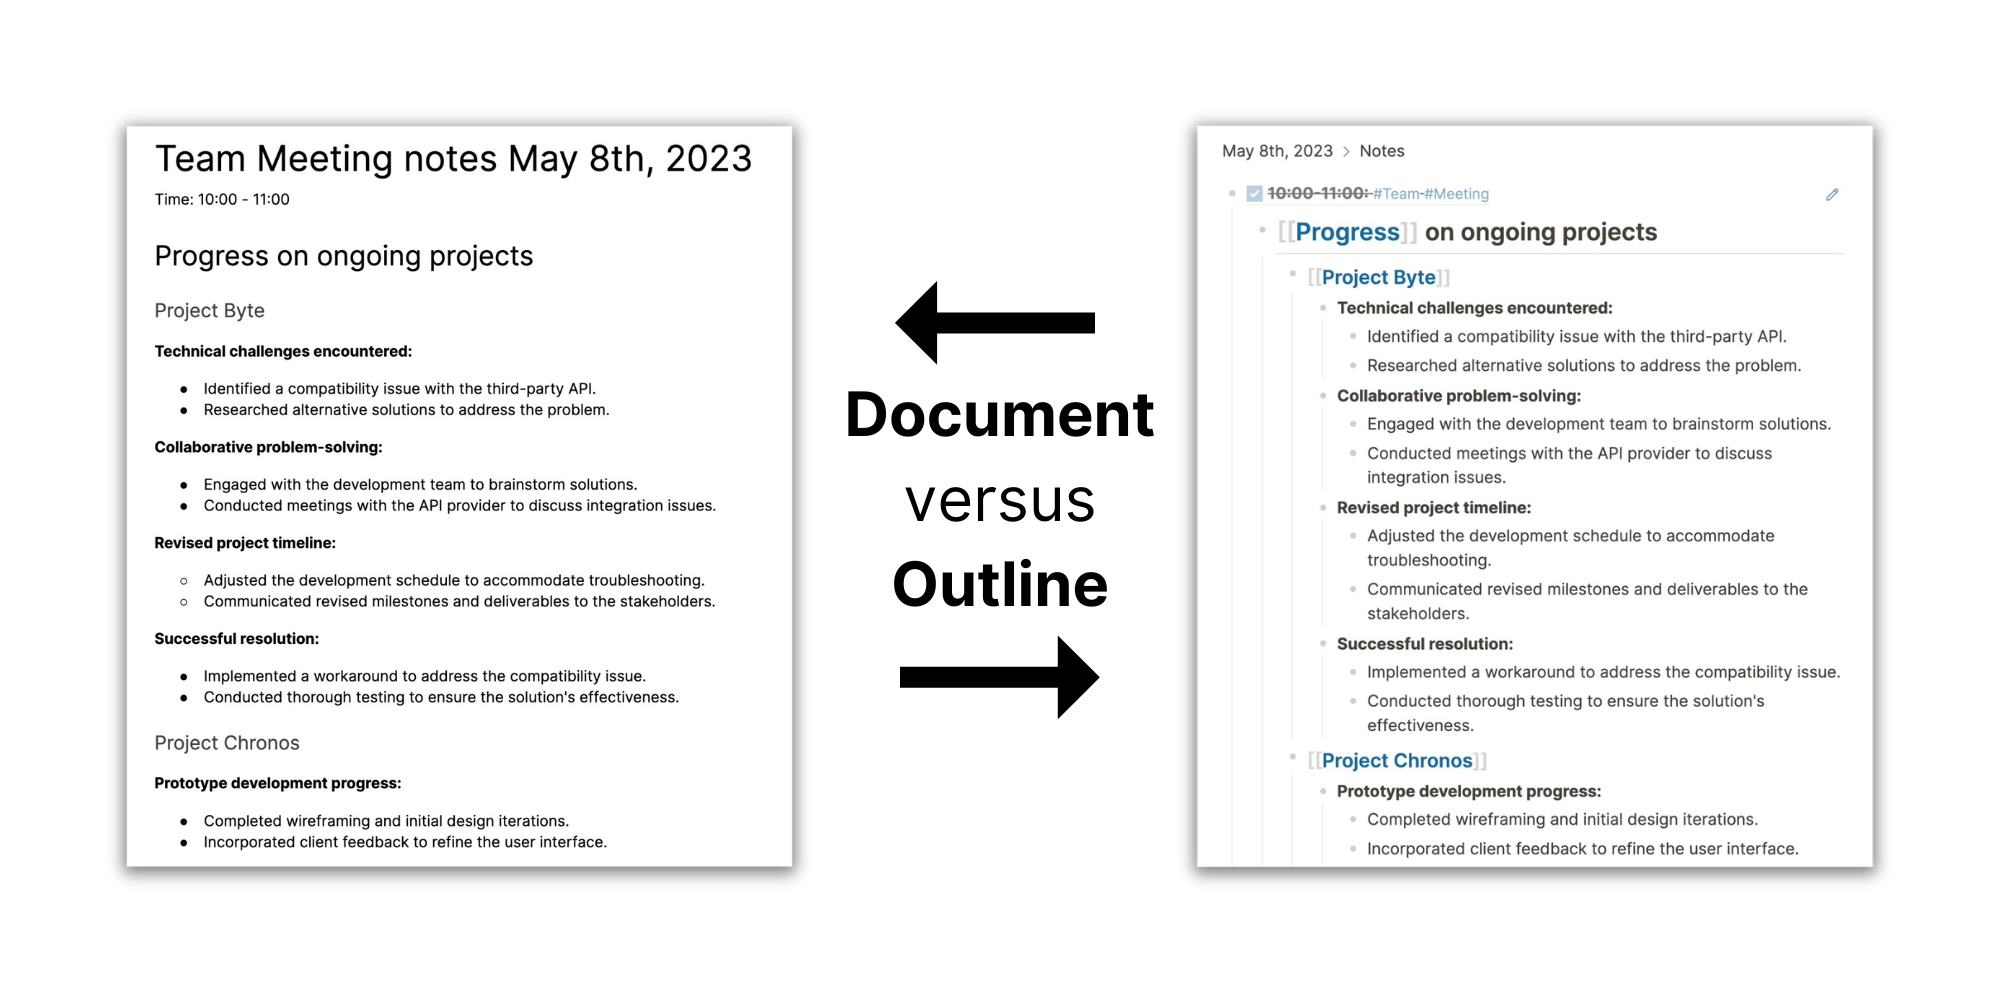 Team Meeting notes May 8th, 2023
Time: 10:00 - 11:00
Progress on ongoing projects
Project Byte
Technical challenges encountered:
● Identified a compatibility issue with the third-party API.
● Researched alternative solutions to address the problem.
Collaborative problem-solving:
● Engaged with the development team to brainstorm solutions.
● Conducted meetings with the API provider to discuss integration issues.
Revised project timeline:
○ Adjusted the development schedule to accommodate troubleshooting.
○ Communicated revised milestones and deliverables to the stakeholders.
Successful resolution:
● Implemented a workaround to address the compatibility issue.
● Conducted thorough testing to ensure the solution's effectiveness.
Project Chronos
Prototype development progress:
● Completed wireframing and initial design iterations.
● Incorporated client feedback to refine the user interface.
Document
versus
Outline
May 8th, 2023 > Notes
10:00-11:00: #Team #Meeting
[[Progress]] on ongoing projects
[[Project Byte]]
Technical challenges encountered:
Identified a compatibility issue with the third-party API.
Researched alternative solutions to address the problem.
Collaborative problem-solving:
Engaged with the development team to brainstorm solutions.
Conducted meetings with the API provider to discuss
integration issues.
Revised project timeline:
Adjusted the development schedule to accommodate
troubleshooting.
Communicated revised milestones and deliverables to the
stakeholders.
Successful resolution:
Implemented a workaround to address the compatibility issue.
Conducted thorough testing to ensure the solution's
effectiveness.
[[Project Chronos]]
Prototype development progress:
Completed wireframing and initial design iterations.
Incorporated client feedback to refine the user interface.